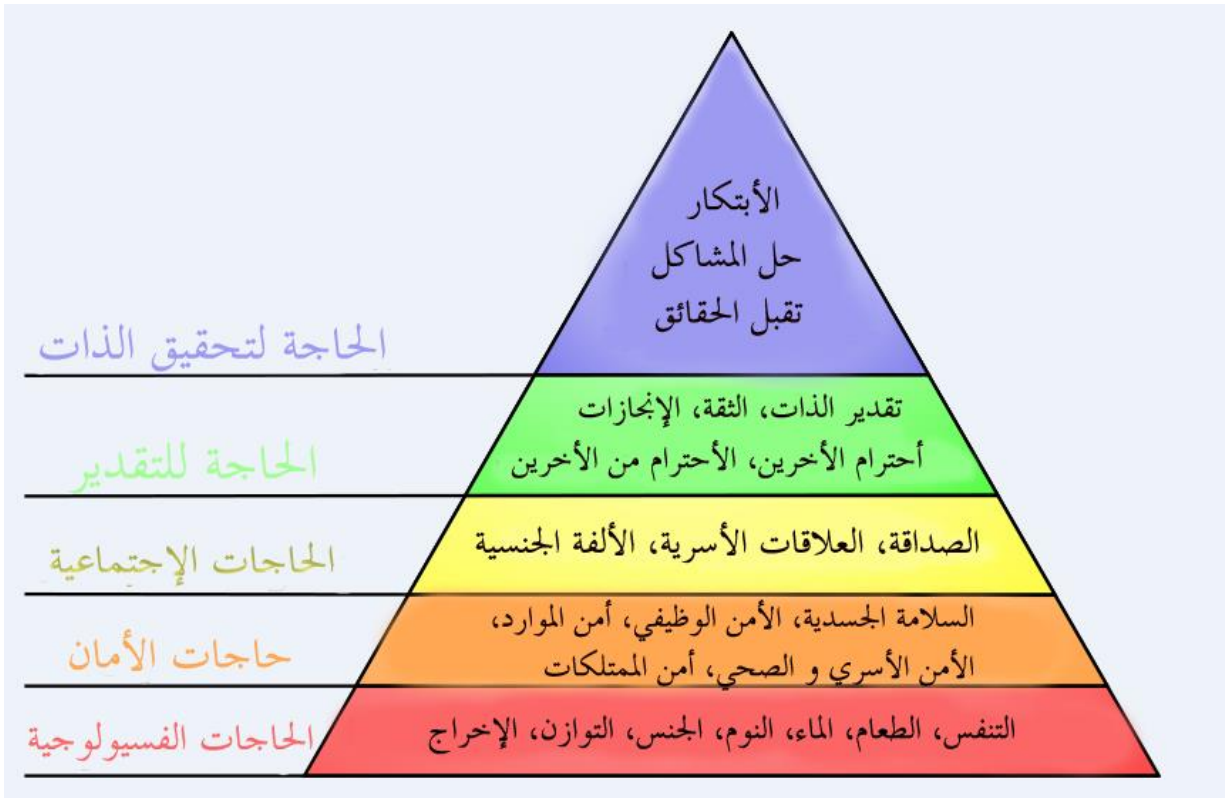 الأبتكار
حل المشاكل
تقبل الحقائق
الحاجة لتحقيق الذات
تقدير الذات، الثقة، الإنجازات
أحترام الأخرين، الأحترام من الأخرين
الحاجة للتقدير
الصداقة، العلاقات الأسرية، الألفة الجنسية
الحاجات الإجتماعية
السلامة الجسدية، الأمن الوظيفي، أمن الموارد،
الأمن الأسري و الصحي، أمن الممتلكات
حاجات الأمان
التنفس، الطعام، الماء، النوم، الجنس، التوازن، الإخراج
الحاجات الفسيولوجية